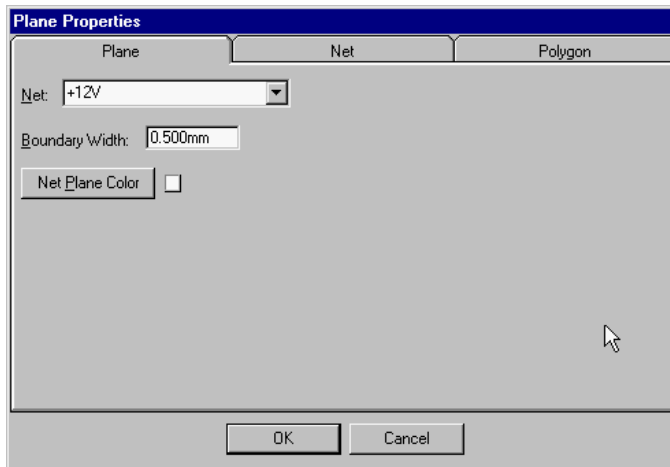 Plane Properties
Plane Net Polygon
Net: +12V
Boundary Width: 0.500mm
Net Plane Color
OK Cancel